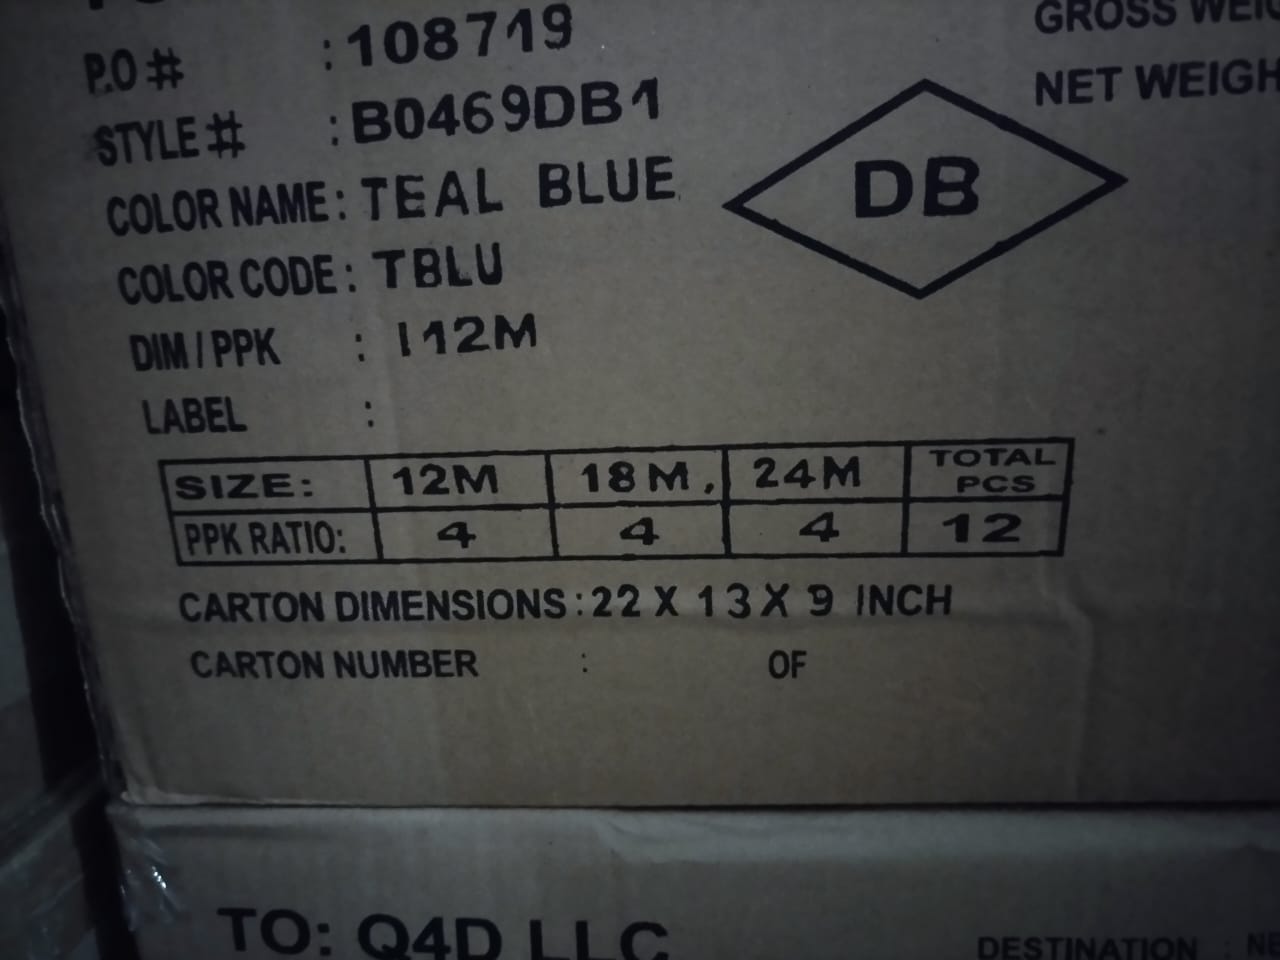 P.O # : 108719
STYLE # : B0469DB1
COLOR NAME : TEAL BLUE
COLOR CODE : TBLU
DIM / PPK : I12M
LABEL :
GROSS
NET
DB
SIZE: 12M 18M, 24M TOTAL PCS
PPK RATIO: 4 4 4 12
CARTON DIMENSIONS : 22 X 13 X 9 INCH
CARTON NUMBER : OF
TO: Q4D LLC
DESTINATION :